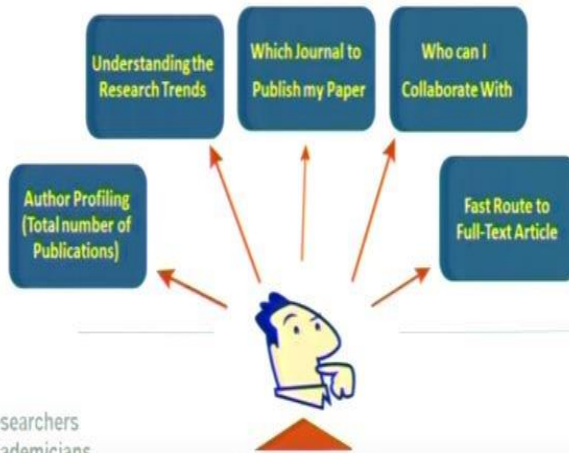 Understanding the
Research Trends
Which Journal to
Publish my Paper
Who can I
Collaborate With
Author Profiling
(Total number of
Publications)
Fast Route to
Full-Text Article
searchers
ademicians